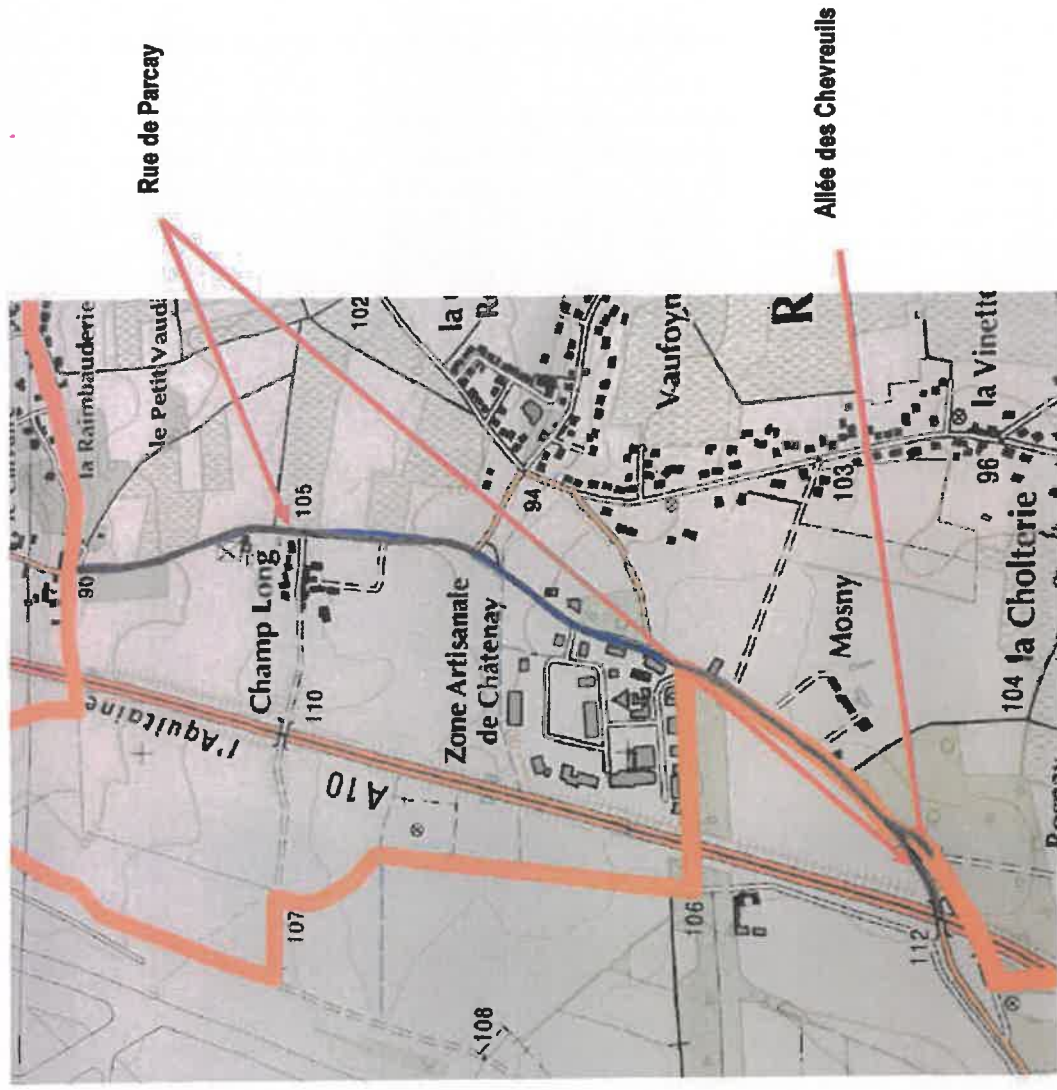 Rue de Parcay
Allée des Chevreuils
la Raimbauderie
90
le Petit Vaud
102
105
Champ Long
110
l'Aquitaine
A10
107
Zone Artisanale
de Châtenay
94
Vaufoyn
R
103
la Vinette
96
Mosny
104
la Cholterie
106
108
112